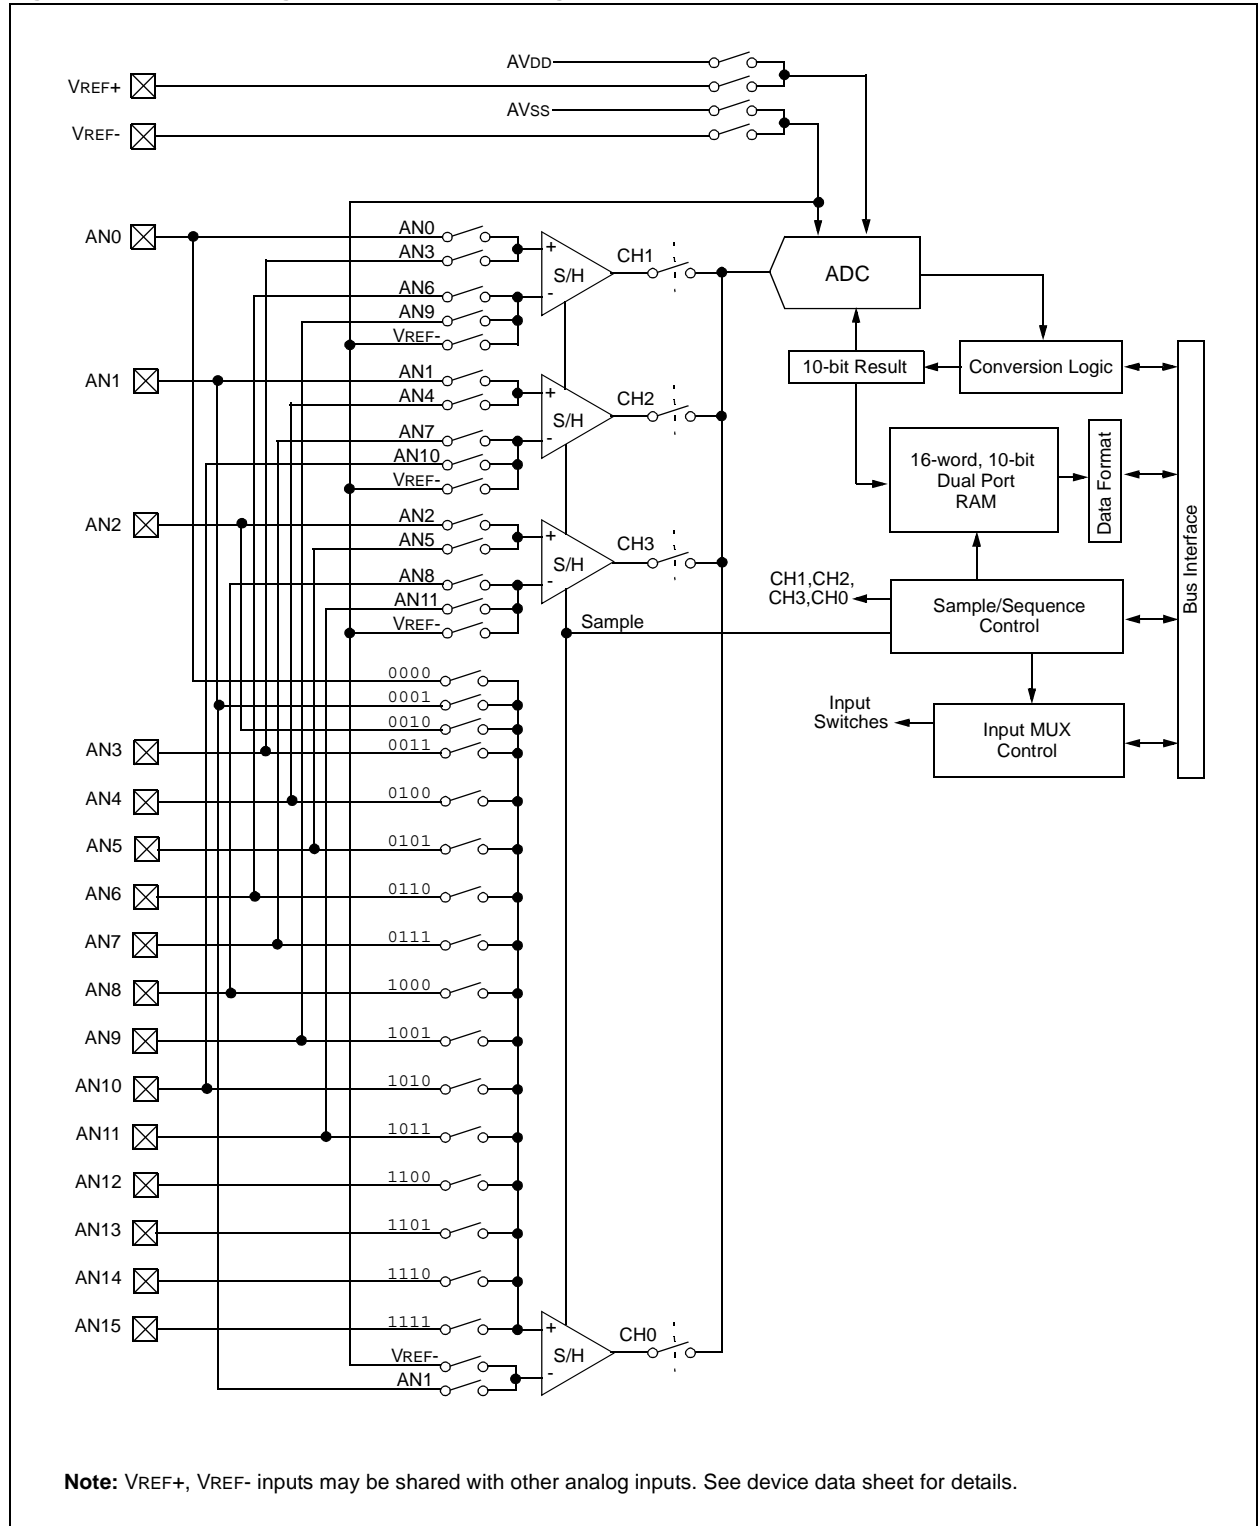 AVDD
VREF+
AVSS
VREF-
AN0
AN0
AN3
CH1
+
S/H
-
ADC
AN6
AN9
VREF-
10-bit Result
Conversion Logic
AN1
AN1
AN4
CH2
+
S/H
-
AN7
AN10
VREF-
16-word, 10-bit
Dual Port
RAM
Data Format
Bus Interface
AN2
AN2
AN5
CH3
+
S/H
-
AN8
AN11
VREF-
CH1,CH2,
CH3,CH0
Sample/Sequence
Control
Sample
0000
0001
0010
Input
Switches
Input MUX
Control
AN3
0011
AN4
0100
AN5
0101
AN6
0110
AN7
0111
AN8
1000
AN9
1001
AN10
1010
AN11
1011
AN12
1100
AN13
1101
AN14
1110
AN15
1111
+
CH0
S/H
-
VREF-
AN1
Note: VREF+, VREF- inputs may be shared with other analog inputs. See device data sheet for details.